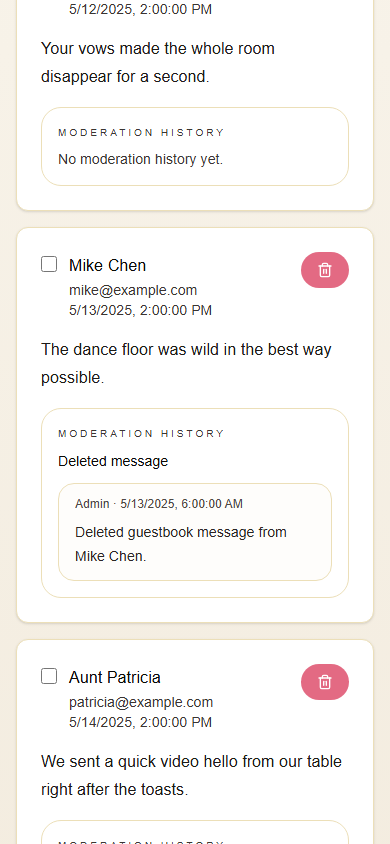 5/12/2025, 2:00:00 PM
Your vows made the whole room
disappear for a second.
MODERATION HISTORY
No moderation history yet.
Mike Chen
mike@example.com
5/13/2025, 2:00:00 PM
The dance floor was wild in the best way
possible.
MODERATION HISTORY
Deleted message
Admin · 5/13/2025, 6:00:00 AM
Deleted guestbook message from
Mike Chen.
Aunt Patricia
patricia@example.com
5/14/2025, 2:00:00 PM
We sent a quick video hello from our table
right after the toasts.
MODERATION HISTORY